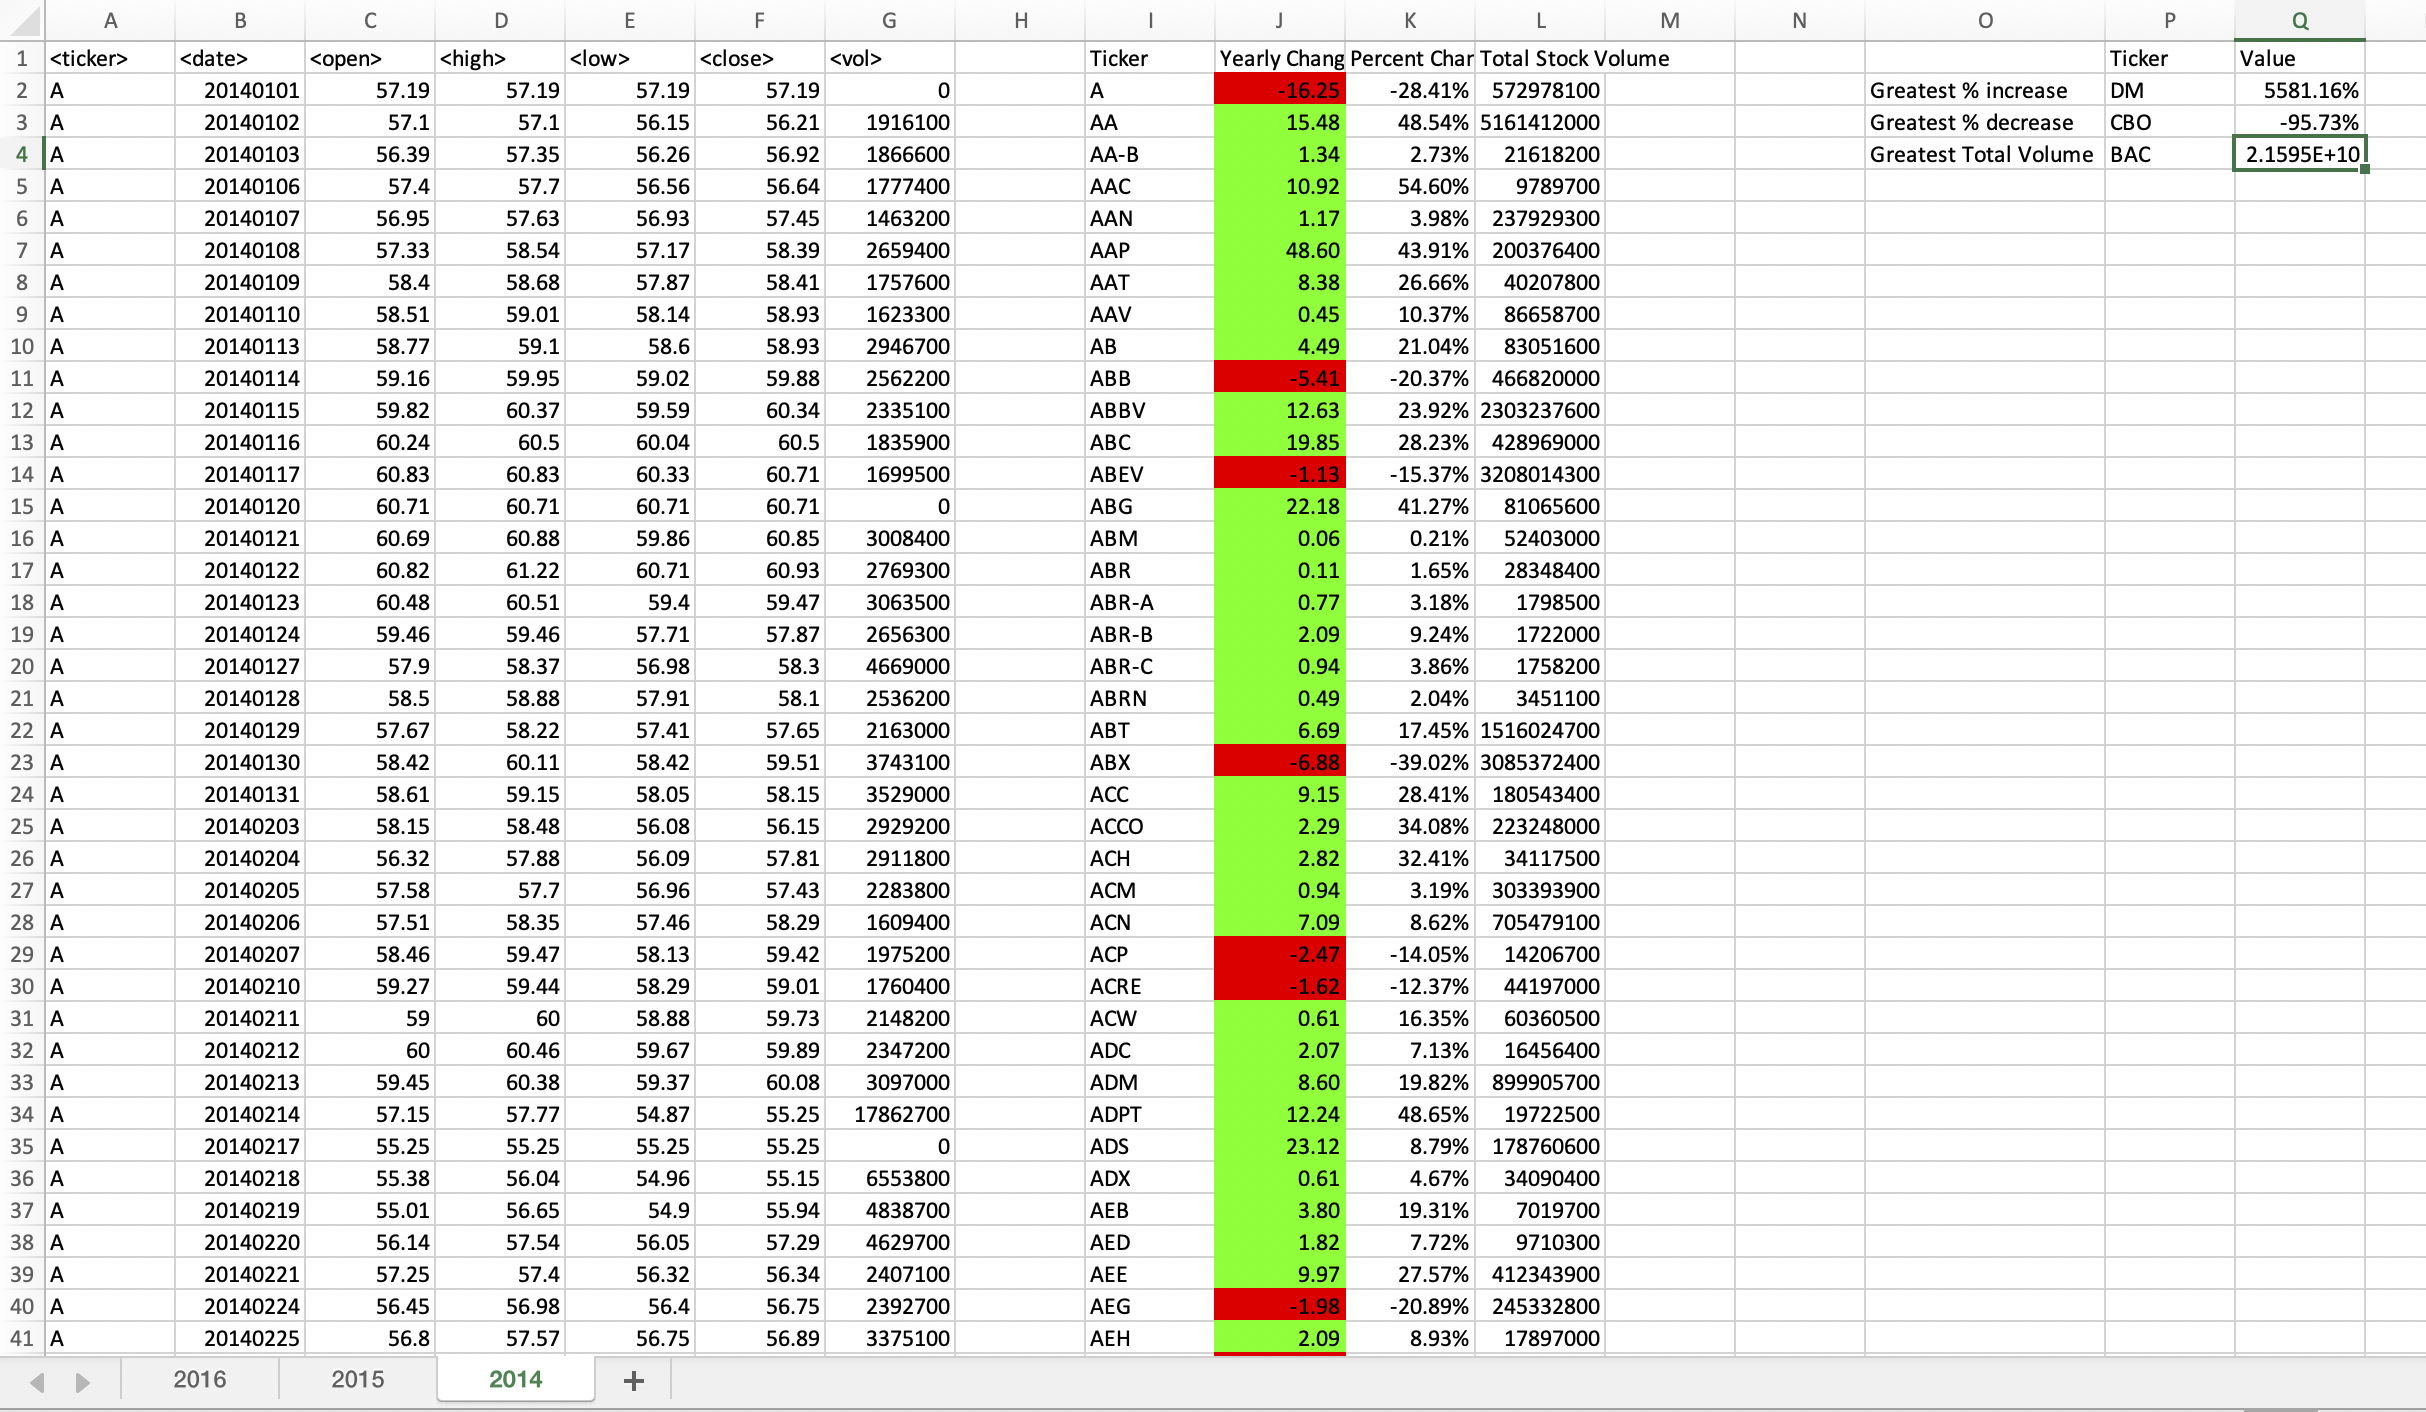 A B C D E F G H I J K L M N O P Q
1 <ticker> <date> <open> <high> <low> <close> <vol> Ticker Yearly Chang Percent Char Total Stock Volume Ticker Value
2 A 20140101 57.19 57.19 57.19 57.19 0 A -16.25 -28.41% 572978100 Greatest % increase DM 5581.16%
3 A 20140102 57.1 57.1 56.15 56.21 1916100 AA 15.48 48.54% 5161412000 Greatest % decrease CBO -95.73%
4 A 20140103 56.39 57.35 56.26 56.92 1866600 AA-B 1.34 2.73% 21618200 Greatest Total Volume BAC 2.1595E+10
5 A 20140106 57.4 57.7 56.56 56.64 1777400 AAC 10.92 54.60% 9789700
6 A 20140107 56.95 57.63 56.93 57.45 1463200 AAN 1.17 3.98% 237929300
7 A 20140108 57.33 58.54 57.17 58.39 2659400 AAP 48.60 43.91% 200376400
8 A 20140109 58.4 58.68 57.87 58.41 1757600 AAT 8.38 26.66% 40207800
9 A 20140110 58.51 59.01 58.14 58.93 1623300 AAV 0.45 10.37% 86658700
10 A 20140113 58.77 59.1 58.6 58.93 2946700 AB 4.49 21.04% 83051600
11 A 20140114 59.16 59.95 59.02 59.88 2562200 ABB -5.41 -20.37% 466820000
12 A 20140115 59.82 60.37 59.59 60.34 2335100 ABBV 12.63 23.92% 2303237600
13 A 20140116 60.24 60.5 60.04 60.5 1835900 ABC 19.85 28.23% 428969000
14 A 20140117 60.83 60.83 60.33 60.71 1699500 ABEV -1.13 -15.37% 3208014300
15 A 20140120 60.71 60.71 60.71 60.71 0 ABG 22.18 41.27% 81065600
16 A 20140121 60.69 60.88 59.86 60.85 3008400 ABM 0.06 0.21% 52403000
17 A 20140122 60.82 61.22 60.71 60.93 2769300 ABR 0.11 1.65% 28348400
18 A 20140123 60.48 60.51 59.4 59.47 3063500 ABR-A 0.77 3.18% 1798500
19 A 20140124 59.46 59.46 57.71 57.87 2656300 ABR-B 2.09 9.24% 1722000
20 A 20140127 57.9 58.37 56.98 58.3 4669000 ABR-C 0.94 3.86% 1758200
21 A 20140128 58.5 58.88 57.91 58.1 2536200 ABRN 0.49 2.04% 3451100
22 A 20140129 57.67 58.22 57.41 57.65 2163000 ABT 6.69 17.45% 1516024700
23 A 20140130 58.42 60.11 58.42 59.51 3743100 ABX -6.88 -39.02% 3085372400
24 A 20140131 58.61 59.15 58.05 58.15 3529000 ACC 9.15 28.41% 180543400
25 A 20140203 58.15 58.48 56.08 56.15 2929200 ACCO 2.29 34.08% 223248000
26 A 20140204 56.32 57.88 56.09 57.81 2911800 ACH 2.82 32.41% 34117500
27 A 20140205 57.58 57.7 56.96 57.43 2283800 ACM 0.94 3.19% 303393900
28 A 20140206 57.51 58.35 57.46 58.29 1609400 ACN 7.09 8.62% 705479100
29 A 20140207 58.46 59.47 58.13 59.42 1975200 ACP -2.47 -14.05% 14206700
30 A 20140210 59.27 59.44 58.29 59.01 1760400 ACRE -1.62 -12.37% 44197000
31 A 20140211 59 60 58.88 59.73 2148200 ACW 0.61 16.35% 60360500
32 A 20140212 60 60.46 59.67 59.89 2347200 ADC 2.07 7.13% 16456400
33 A 20140213 59.45 60.38 59.37 60.08 3097000 ADM 8.60 19.82% 899905700
34 A 20140214 57.15 57.77 54.87 55.25 17862700 ADPT 12.24 48.65% 19722500
35 A 20140217 55.25 55.25 55.25 55.25 0 ADS 23.12 8.79% 178760600
36 A 20140218 55.38 56.04 54.96 55.15 6553800 ADX 0.61 4.67% 34090400
37 A 20140219 55.01 56.65 54.9 55.94 4838700 AEB 3.80 19.31% 7019700
38 A 20140220 56.14 57.54 56.05 57.29 4629700 AED 1.82 7.72% 9710300
39 A 20140221 57.25 57.4 56.32 56.34 2407100 AEE 9.97 27.57% 412343900
40 A 20140224 56.45 56.98 56.4 56.75 2392700 AEG -1.98 -20.89% 245332800
41 A 20140225 56.8 57.57 56.75 56.89 3375100 AEH 2.09 8.93% 17897000
2016 2015 2014 +